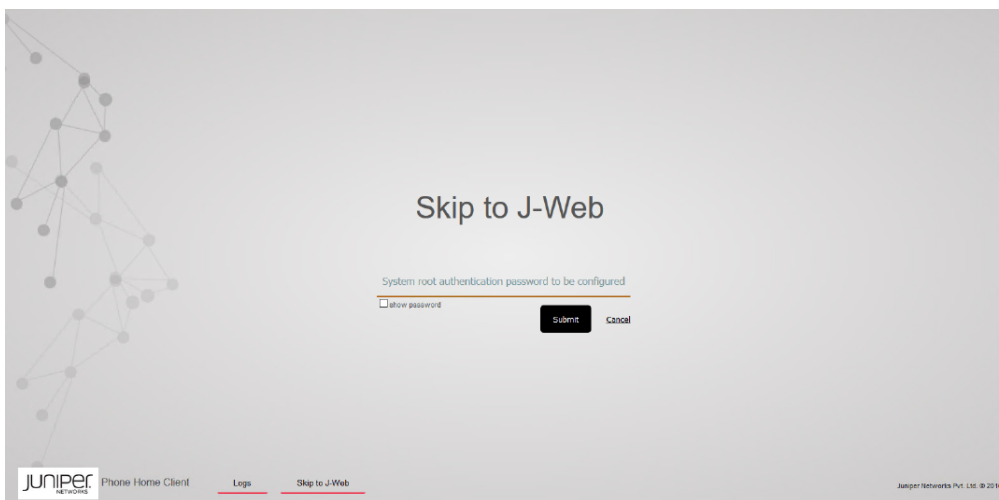 Skip to J-Web
System root authentication password to be configured
show password
Submit
Cancel
JUNIPER
NETWORKS
Phone Home Client
Logs
Skip to J-Web
Juniper Networks Pvt. Ltd. ©